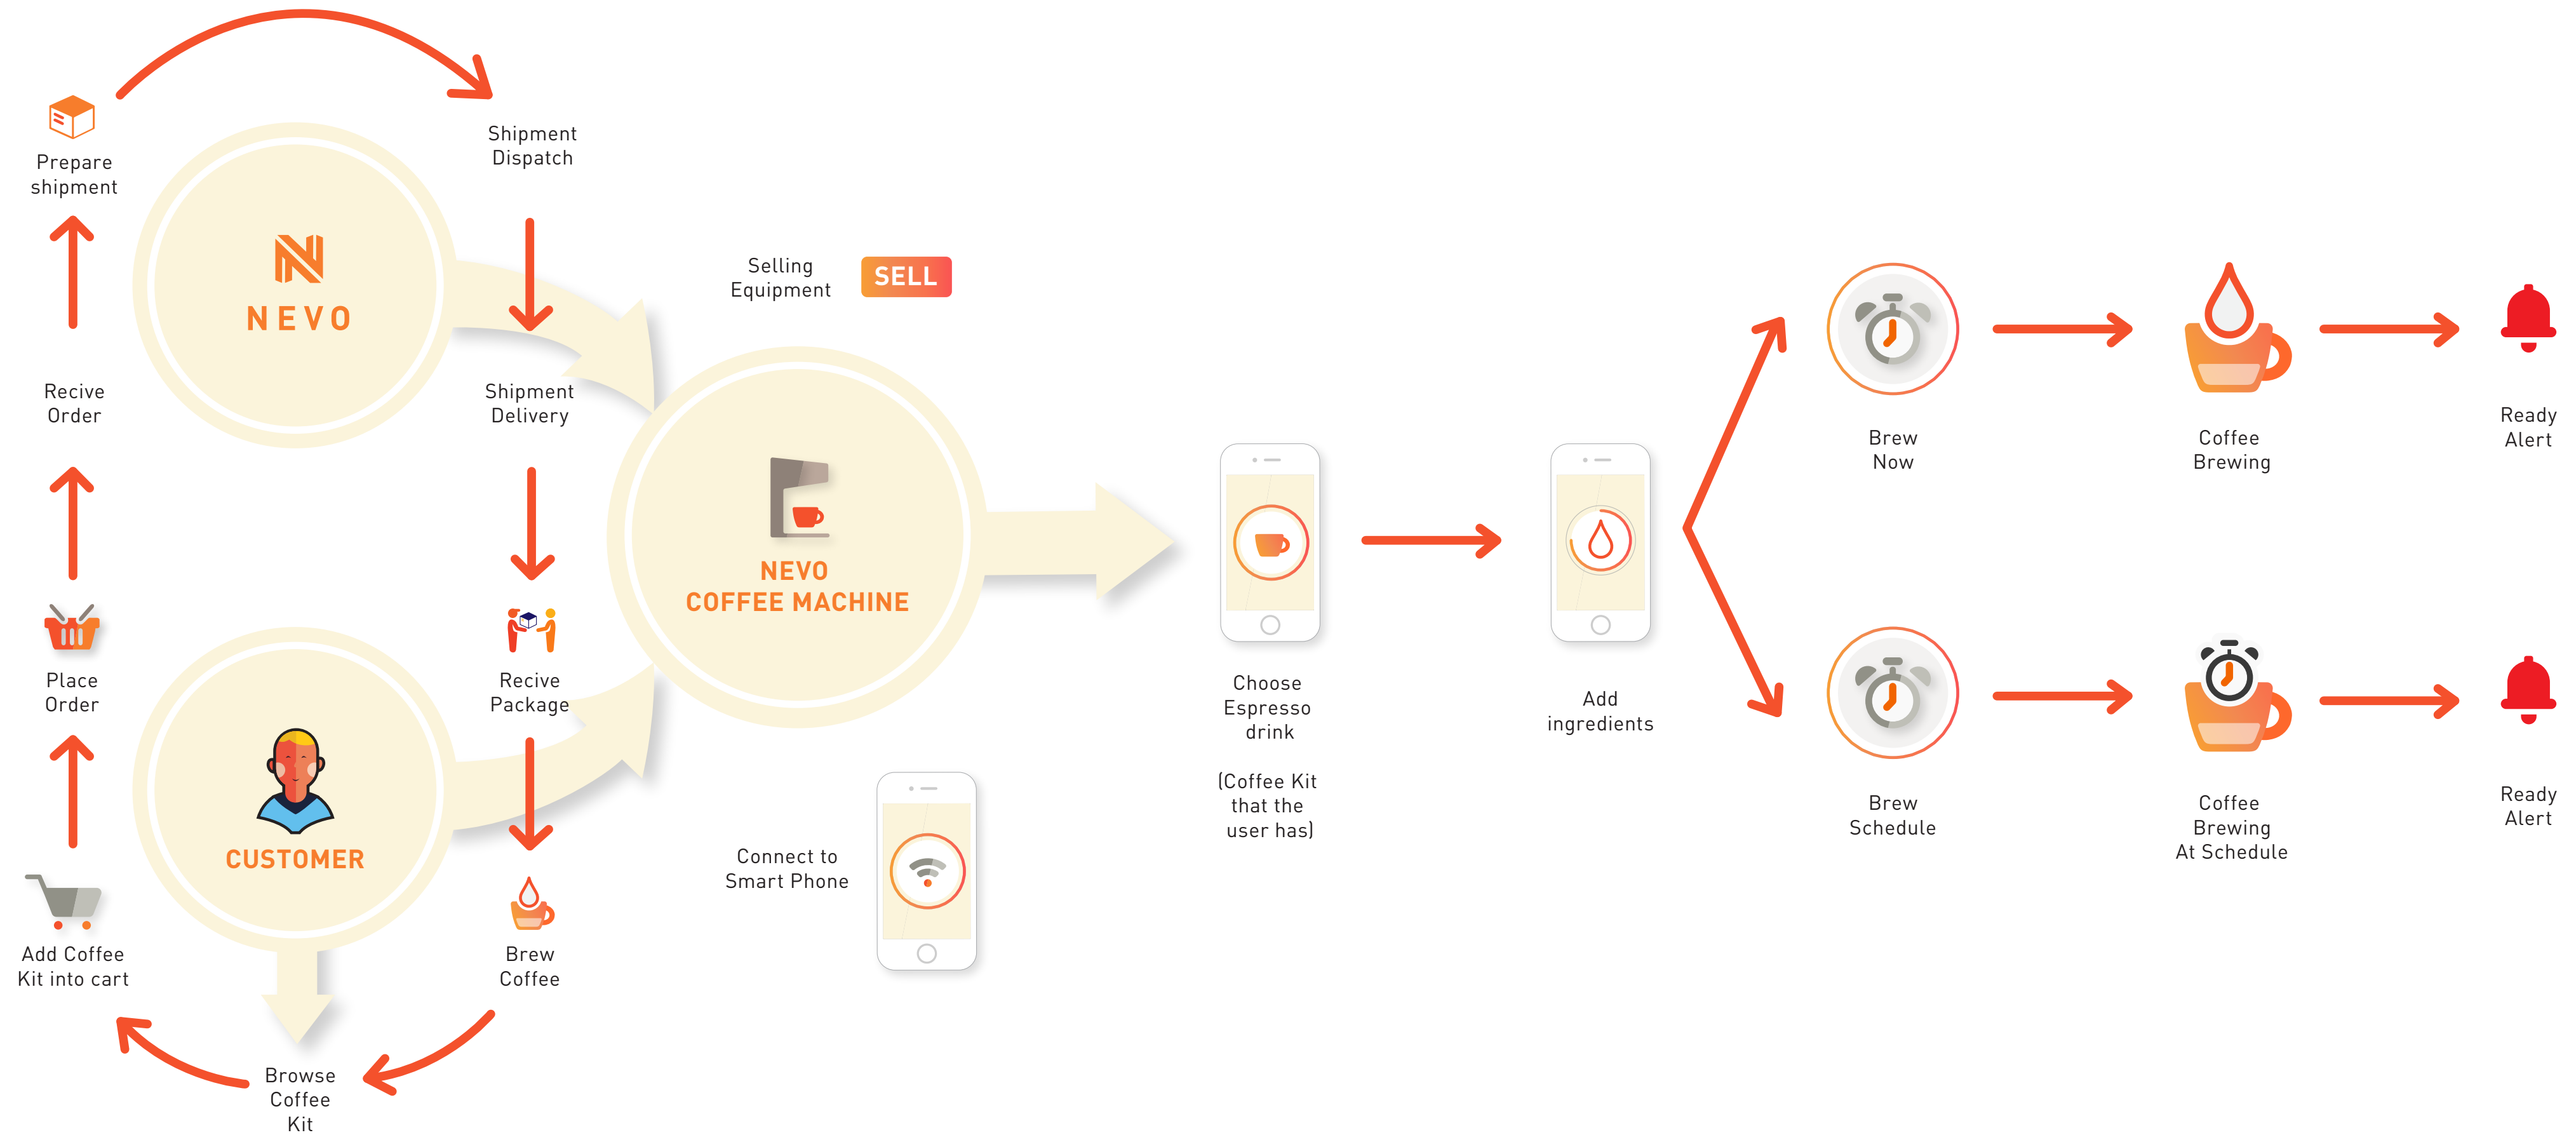 Shipment
Dispatch
Prepare
shipment
NEVO
Selling
Equipment
SELL
Recive
Order
Shipment
Delivery
NEVO
COFFEE MACHINE
Place
Order
Recive
Package
CUSTOMER
Add Coffee
Kit into cart
Brew
Coffee
Browse
Coffee
Kit
Connect to
Smart Phone
Choose
Espresso
drink
(Coffee Kit
that the
user has)
Add
ingredients
Brew
Now
Coffee
Brewing
Ready
Alert
Brew
Schedule
Coffee
Brewing
At Schedule
Ready
Alert